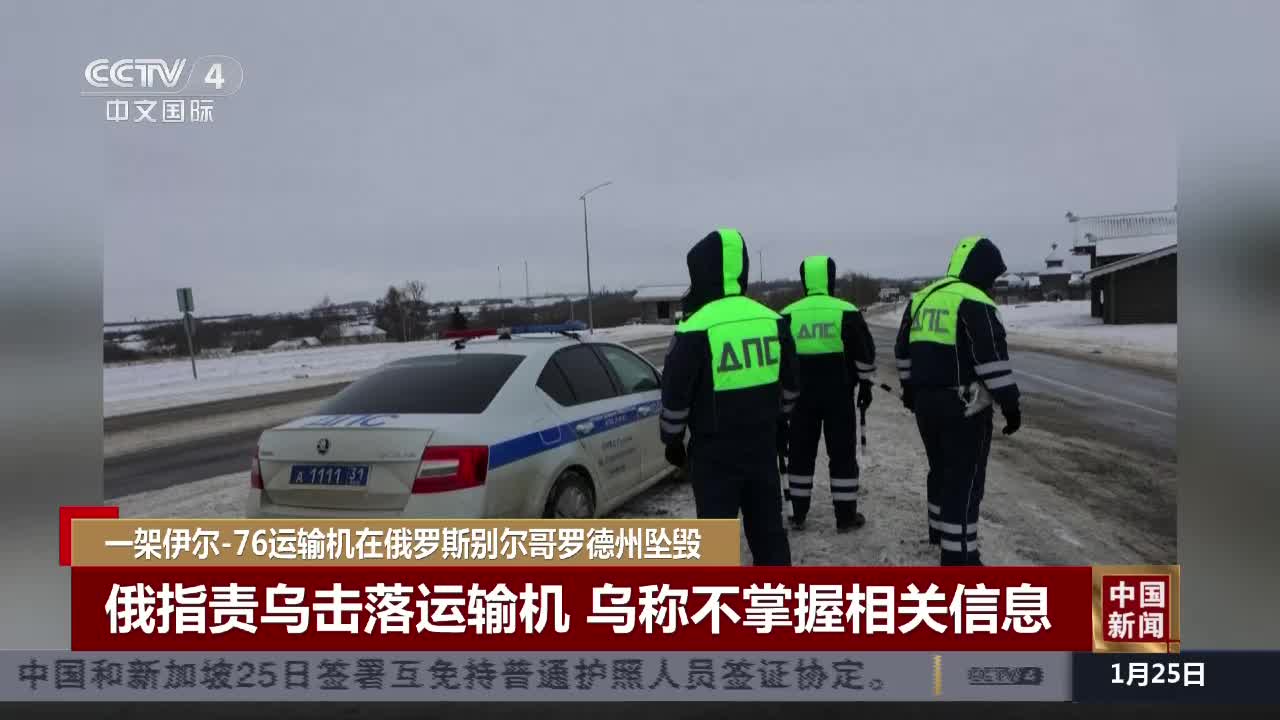 CCTV 4
中文国际
ДПС
ДПС
ДПС
ДПС
А 1111 31
一架伊尔-76运输机在俄罗斯别尔哥罗德州坠毁
俄指责乌击落运输机 乌称不掌握相关信息
中国
新闻
中国和新加坡25日签署互免持普通护照人员签证协定。
CCTV 4
1月25日